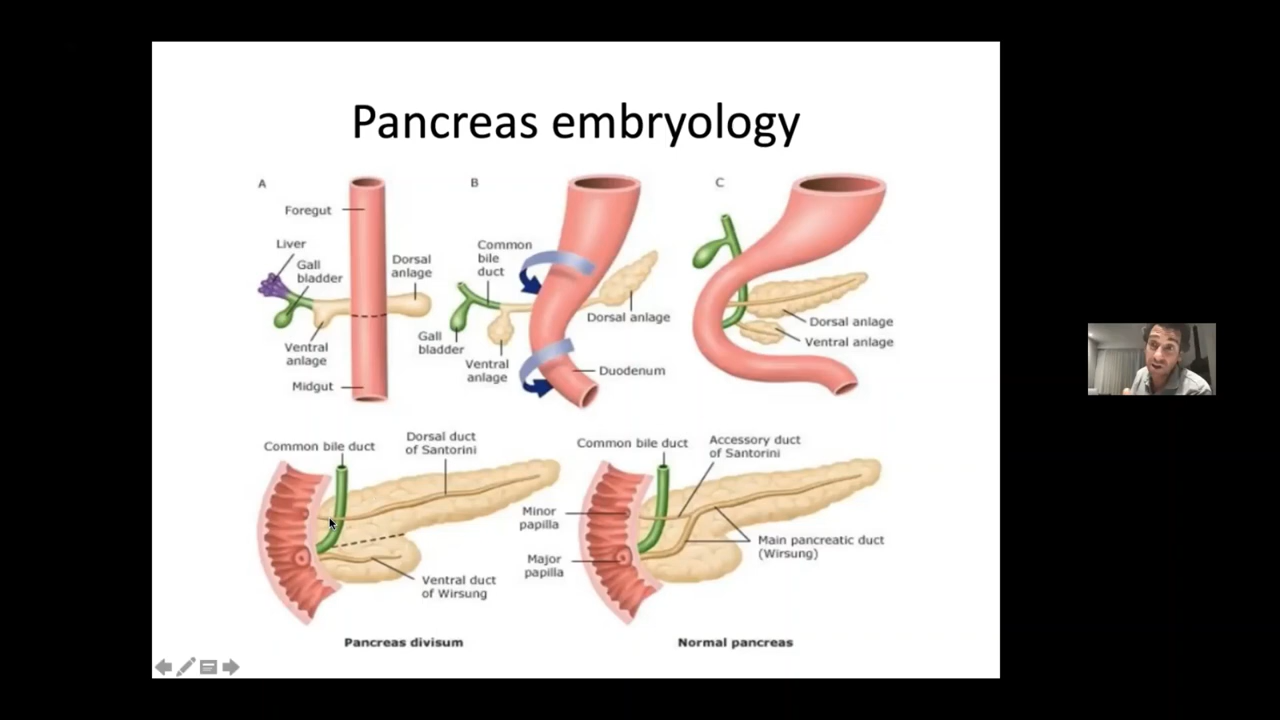 Pancreas embryology
A
Foregut
Liver
Gall
bladder
Dorsal
anlage
Ventral
anlage
Midgut
B
Common
bile
duct
Dorsal anlage
Gall
bladder
Ventral
anlage
Duodenum
C
Dorsal anlage
Ventral anlage
Common bile duct
Dorsal duct
of Santorini
Ventral duct
of Wirsung
Pancreas divisum
Common bile duct
Accessory duct
of Santorini
Minor
papilla
Major
papilla
Main pancreatic duct
(Wirsung)
Normal pancreas